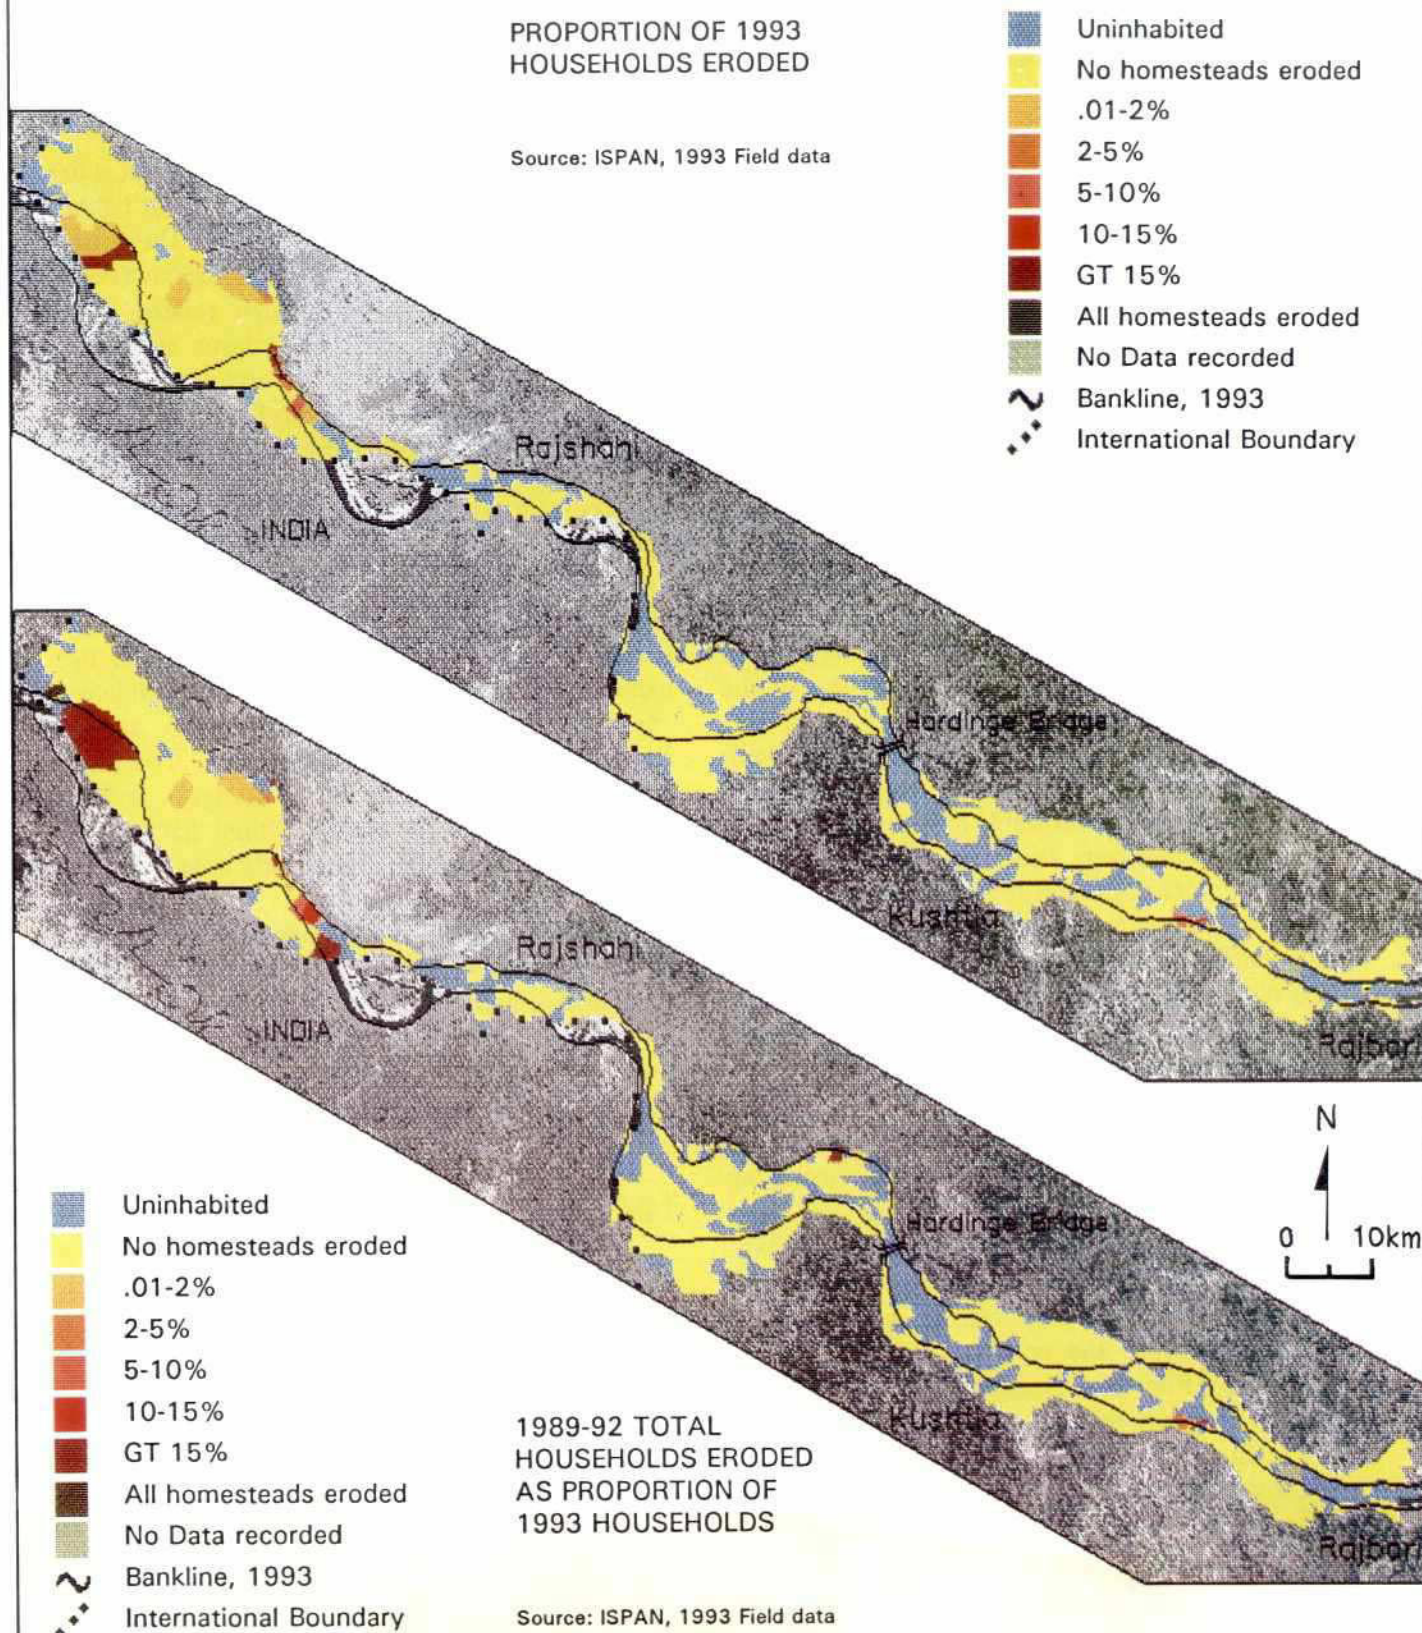 PROPORTION OF 1993
HOUSEHOLDS ERODED
Source: ISPAN, 1993 Field data
Uninhabited
No homesteads eroded
.01-2%
2-5%
5-10%
10-15%
GT 15%
All homesteads eroded
No Data recorded
Bankline, 1993
International Boundary
Rajshahi
INDIA
Hardinge Bridge
Kushtia
Rajbari
Rajshahi
INDIA
Hardinge Bridge
Kushtia
Rajbari
N
0 10km
Uninhabited
No homesteads eroded
.01-2%
2-5%
5-10%
10-15%
GT 15%
All homesteads eroded
No Data recorded
Bankline, 1993
International Boundary
1989-92 TOTAL
HOUSEHOLDS ERODED
AS PROPORTION OF
1993 HOUSEHOLDS
Source: ISPAN, 1993 Field data